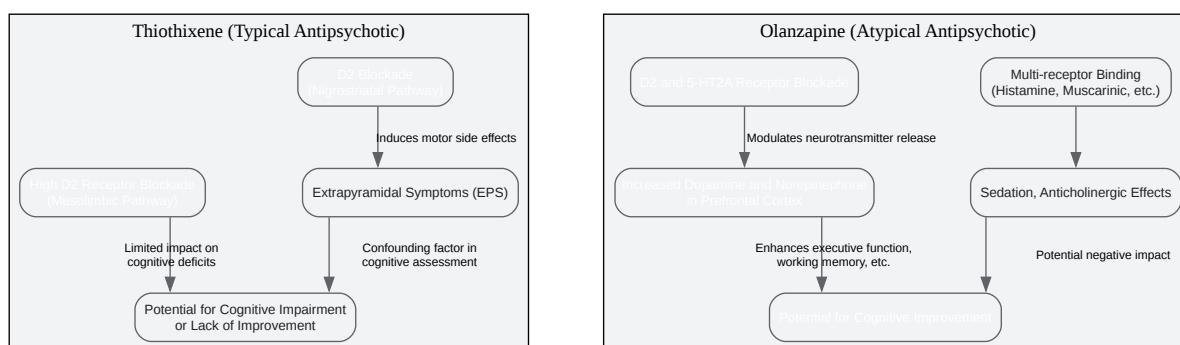 Thiothixene (Typical Antipsychotic)
D2 Blockade
(Nigrostriatal Pathway)
Induces motor side effects
High D2 Receptor Blockade
(Mesolimbic Pathway)
Extrapyramidal Symptoms (EPS)
Limited impact on
cognitive deficits
Confounding factor in
cognitive assessment
Potential for Cognitive Impairment
or Lack of Improvement
Olanzapine (Atypical Antipsychotic)
D2 and 5-HT2A Receptor Blockade
Multi-receptor Binding
(Histamine, Muscarinic, etc.)
Modulates neurotransmitter release
Increased Dopamine and Norepinephrine
in Prefrontal Cortex
Sedation, Anticholinergic Effects
Enhances executive function,
working memory, etc.
Potential negative impact
Potential for Cognitive Improvement